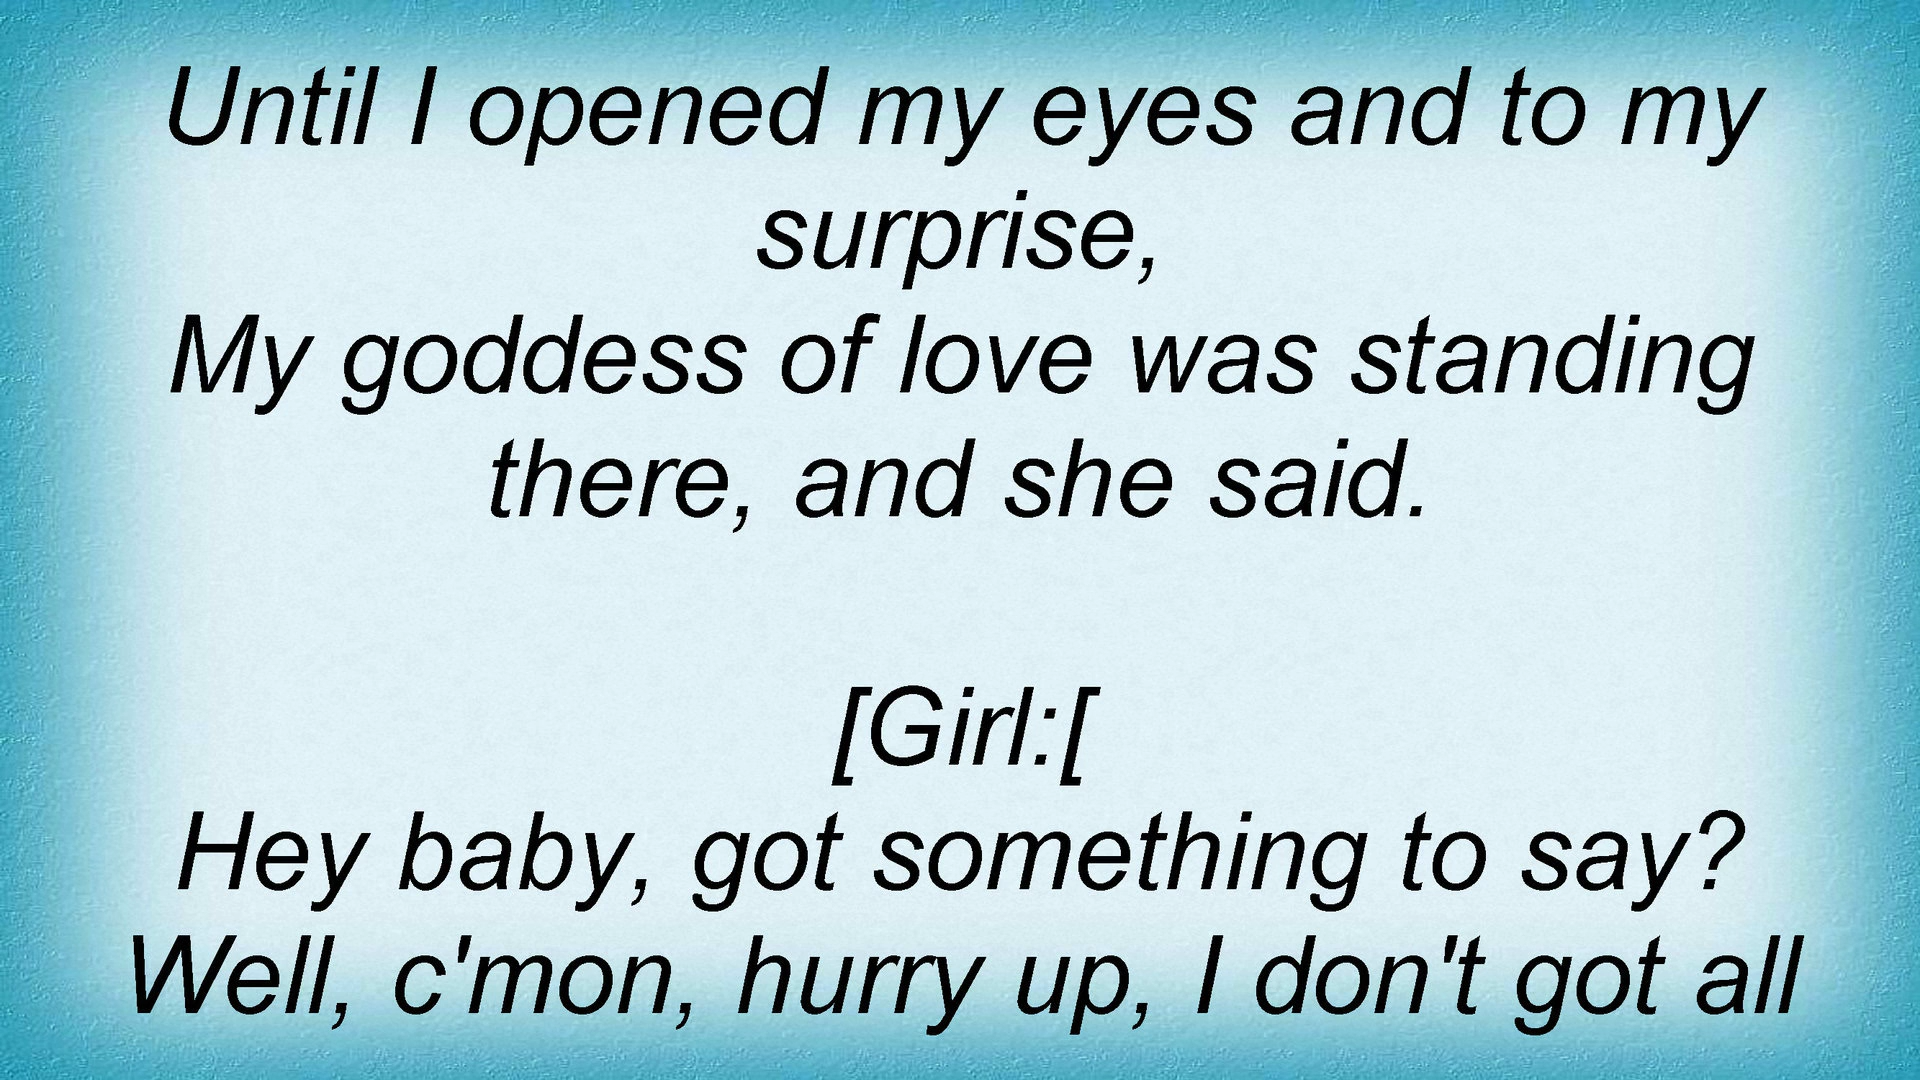 Until I opened my eyes and to my
surprise,
My goddess of love was standing
there, and she said.

[Girl:[
Hey baby, got something to say?
Well, c'mon, hurry up, I don't got all